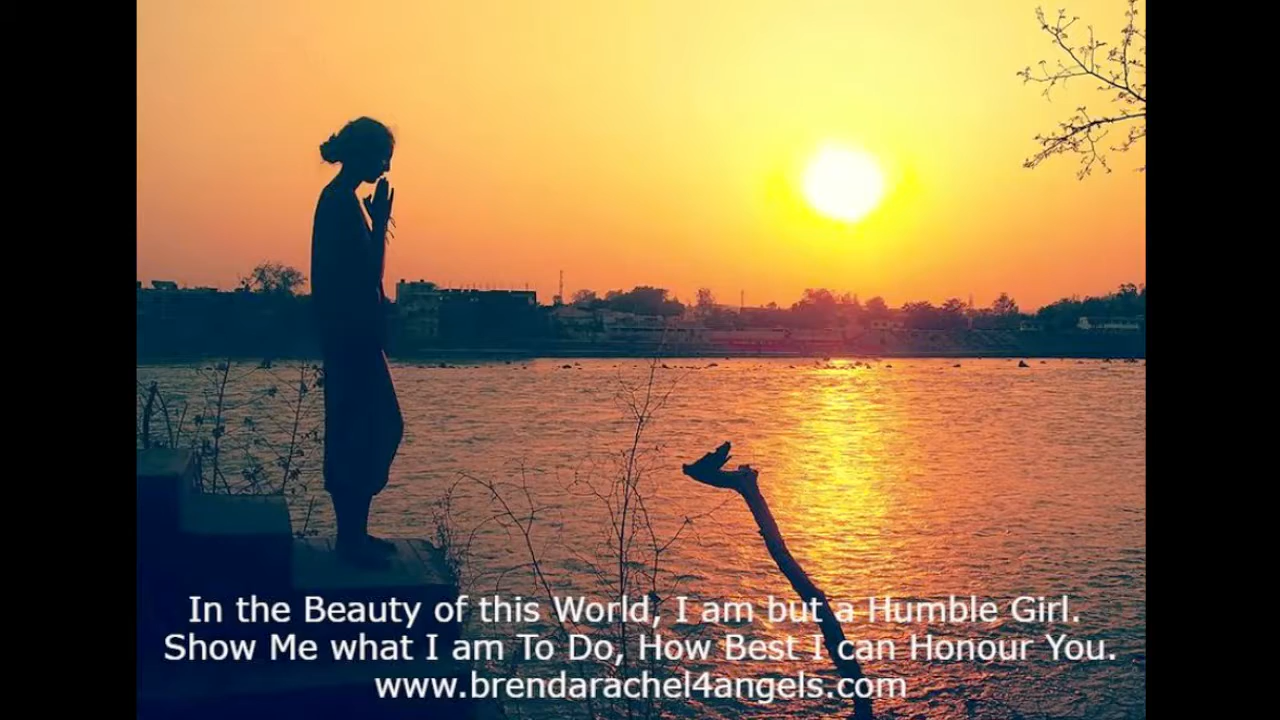 In the Beauty of this World, I am but a Humble Girl.
Show Me what I am To Do, How Best I can Honour You.
www.brendarachel4angels.com